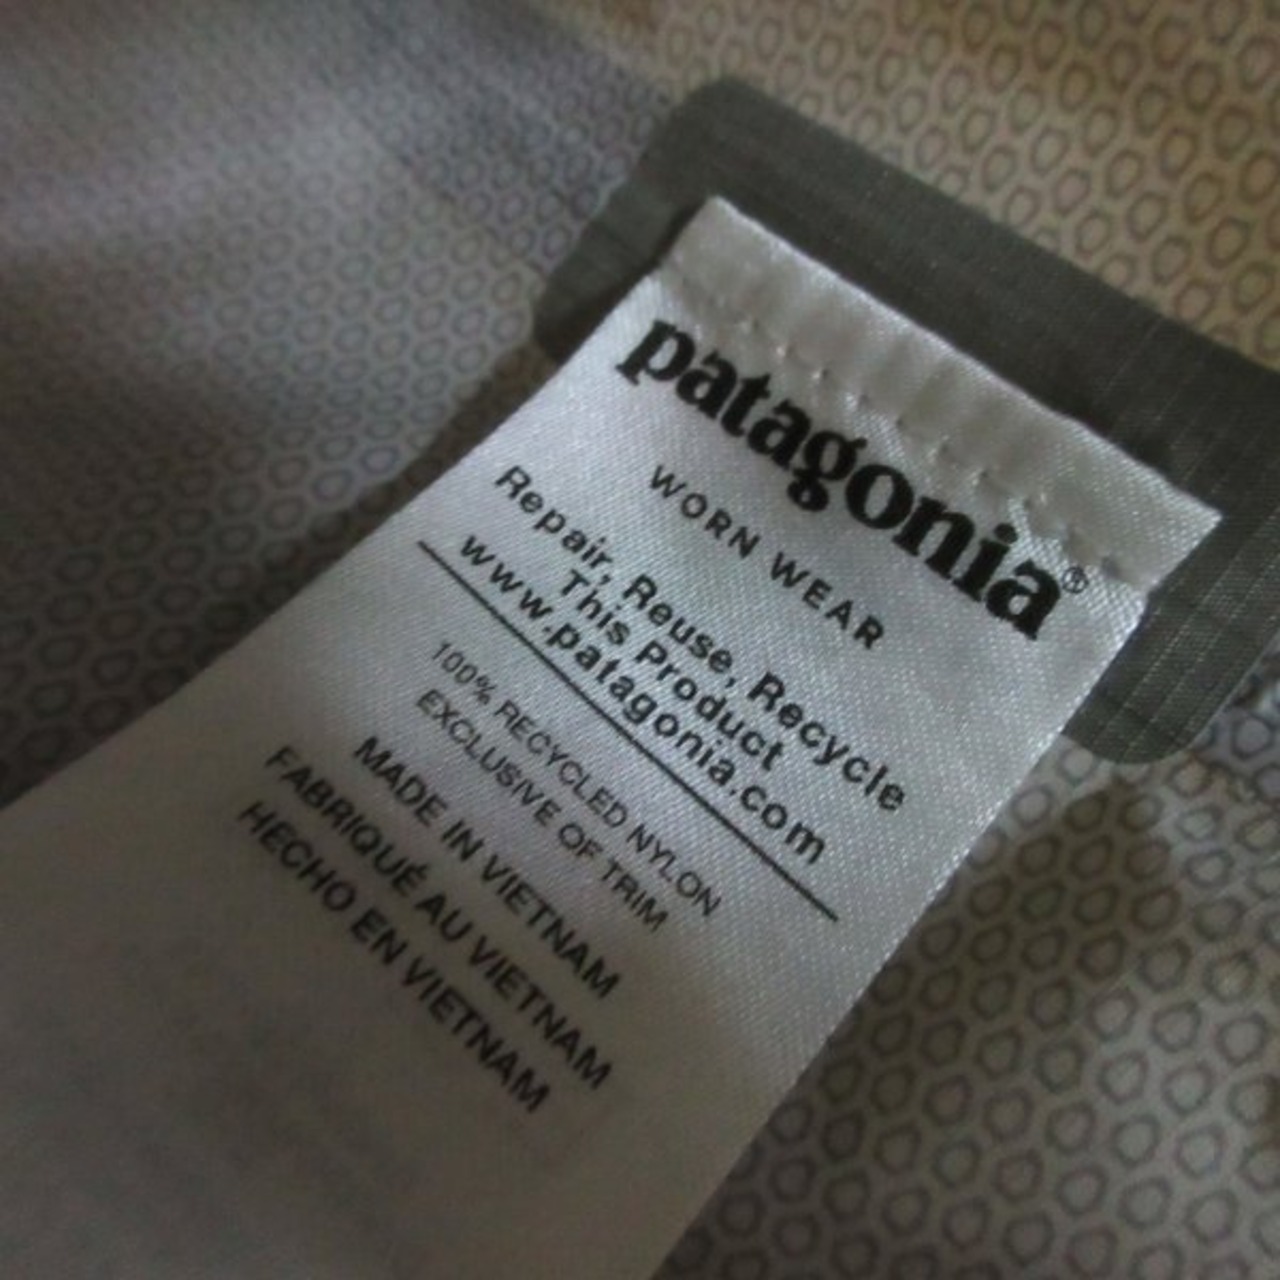 patagonia®
WORN WEAR
Repair, Reuse, Recycle
This Product
www.patagonia.com
100% RECYCLED NYLON
EXCLUSIVE OF TRIM
MADE IN VIETNAM
FABRIQUÉ AU VIETNAM
HECHO EN VIETNAM